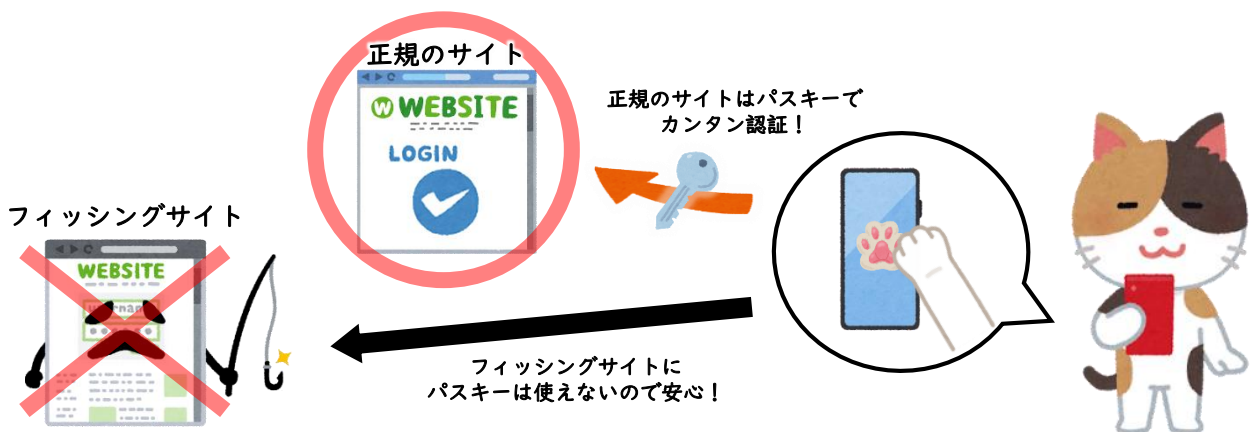 正規のサイト
WEBSITE
LOGIN
正規のサイトはパスキーで
カンタン認証！
フィッシングサイト
WEBSITE
フィッシングサイトに
パスキーは使えないので安心！